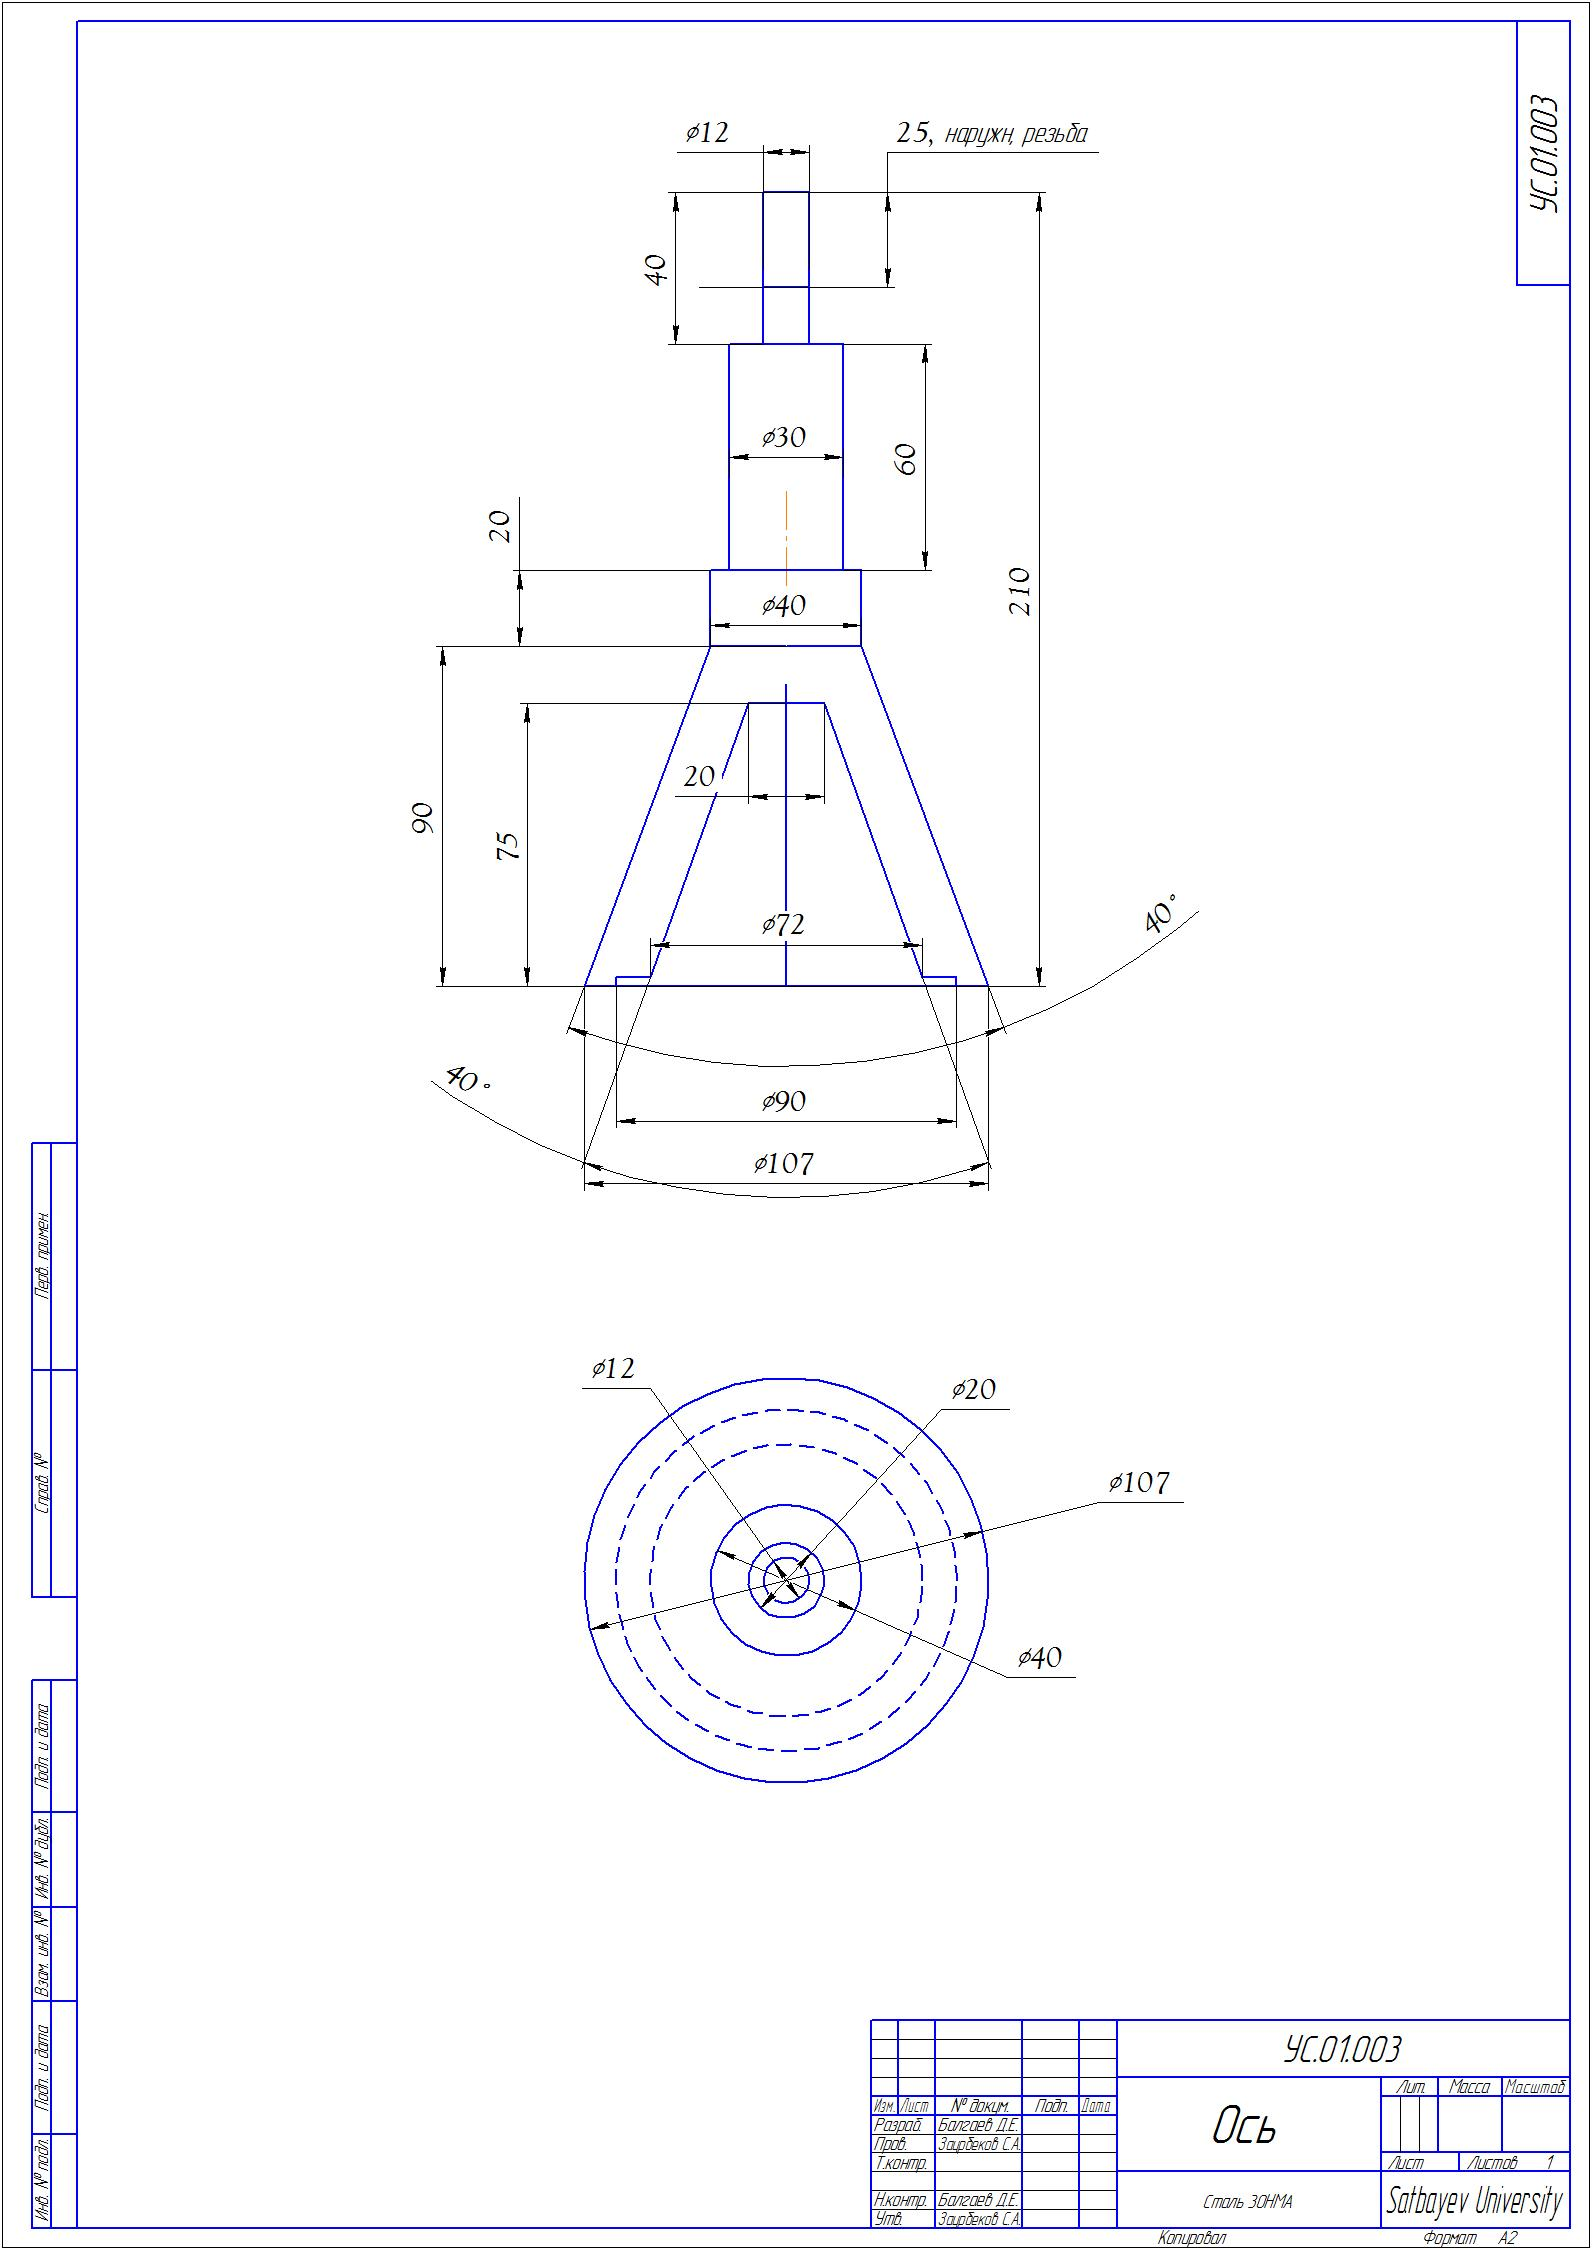 УС.01.003
⌀12
25, наружн, резьба
40
⌀30
60
20
210
⌀40
20
90
75
⌀72
40°
40°
⌀90
⌀107
⌀12
⌀20
⌀107
⌀40
Перв. примен.
Справ. №
Подп. и дата
Инв. № дубл.
Взам. инв. №
Подп. и дата
Инв. № подл.
УС.01.003
Лит. Масса Масштаб
Изм. Лист № докум. Подп. Дата
Разраб. Балгаев Д.Е.
Ось
Пров. Заурбеков С.А.
Т.контр.
Лист Листов 1
Н.контр. Балгаев Д.Е.
Сталь 30НМА
Satbayev University
Утв. Заурбеков С.А.
Копировал Формат A2